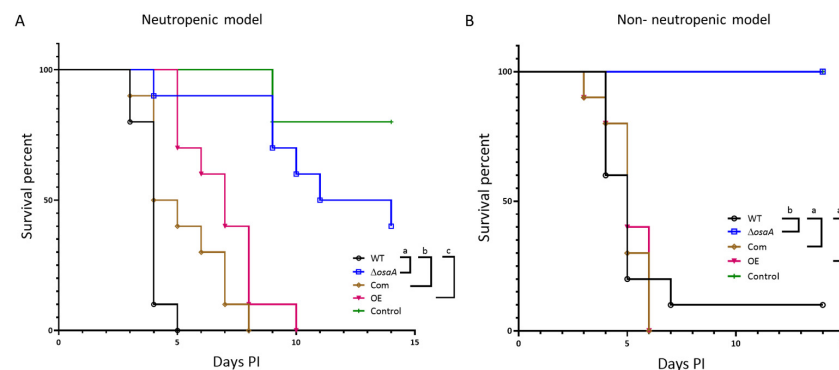 A
Neutropenic model
Survival percent
100
50
0
0
5
10
15
Days PI
a b c
WT
ΔosaA
Com
OE
Control
B
Non- neutropenic model
Survival percent
100
50
0
0
5
10
Days PI
b a a
WT
ΔosaA
Com
OE
Control